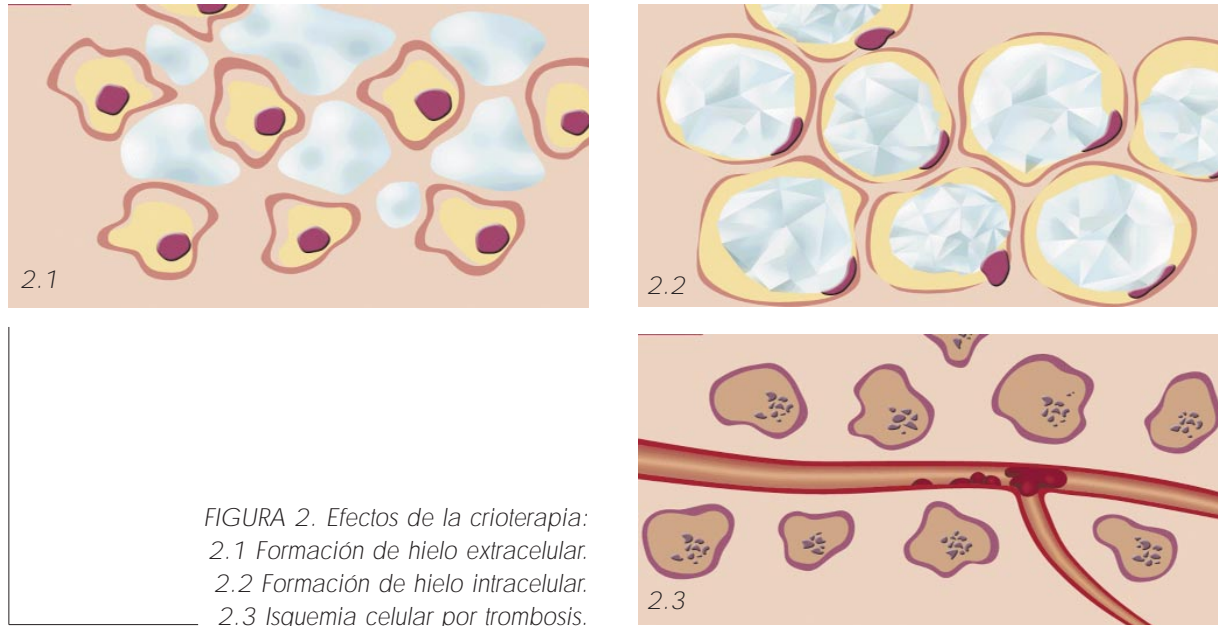 2.1
2.2
2.3
FIGURA 2. Efectos de la crioterapia:
2.1 Formación de hielo extracelular.
2.2 Formación de hielo intracelular.
2.3 Isquemia celular por trombosis.